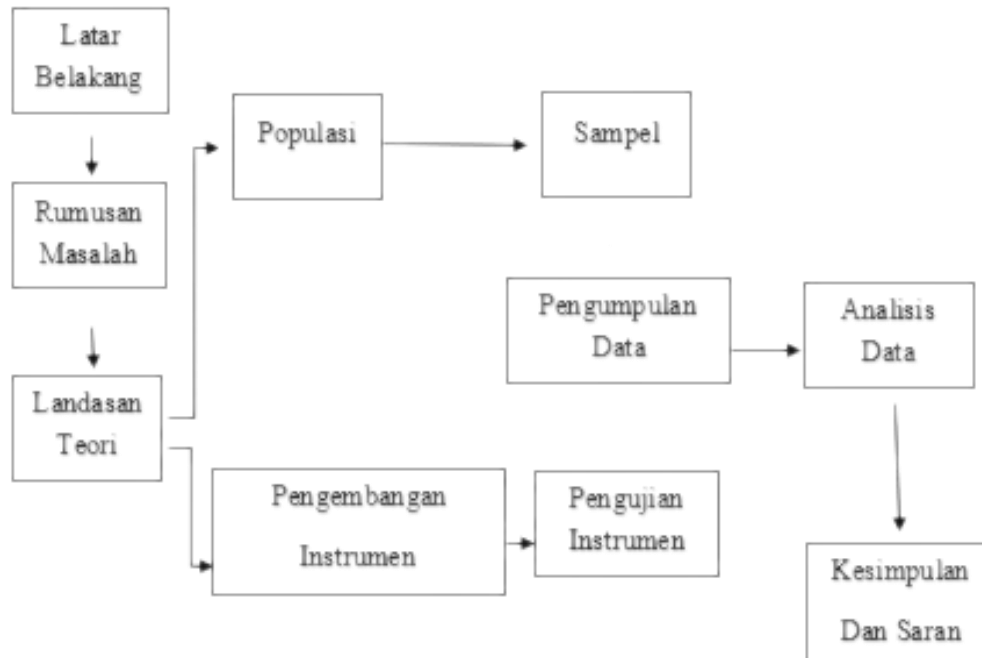 Latar
Belakang
Rumusan
Masalah
Landasan
Teori
Populasi
Sampel
Pengembangan
Instrumen
Pengujian
Instrumen
Pengumpulan
Data
Analisis
Data
Kesimpulan
Dan Saran